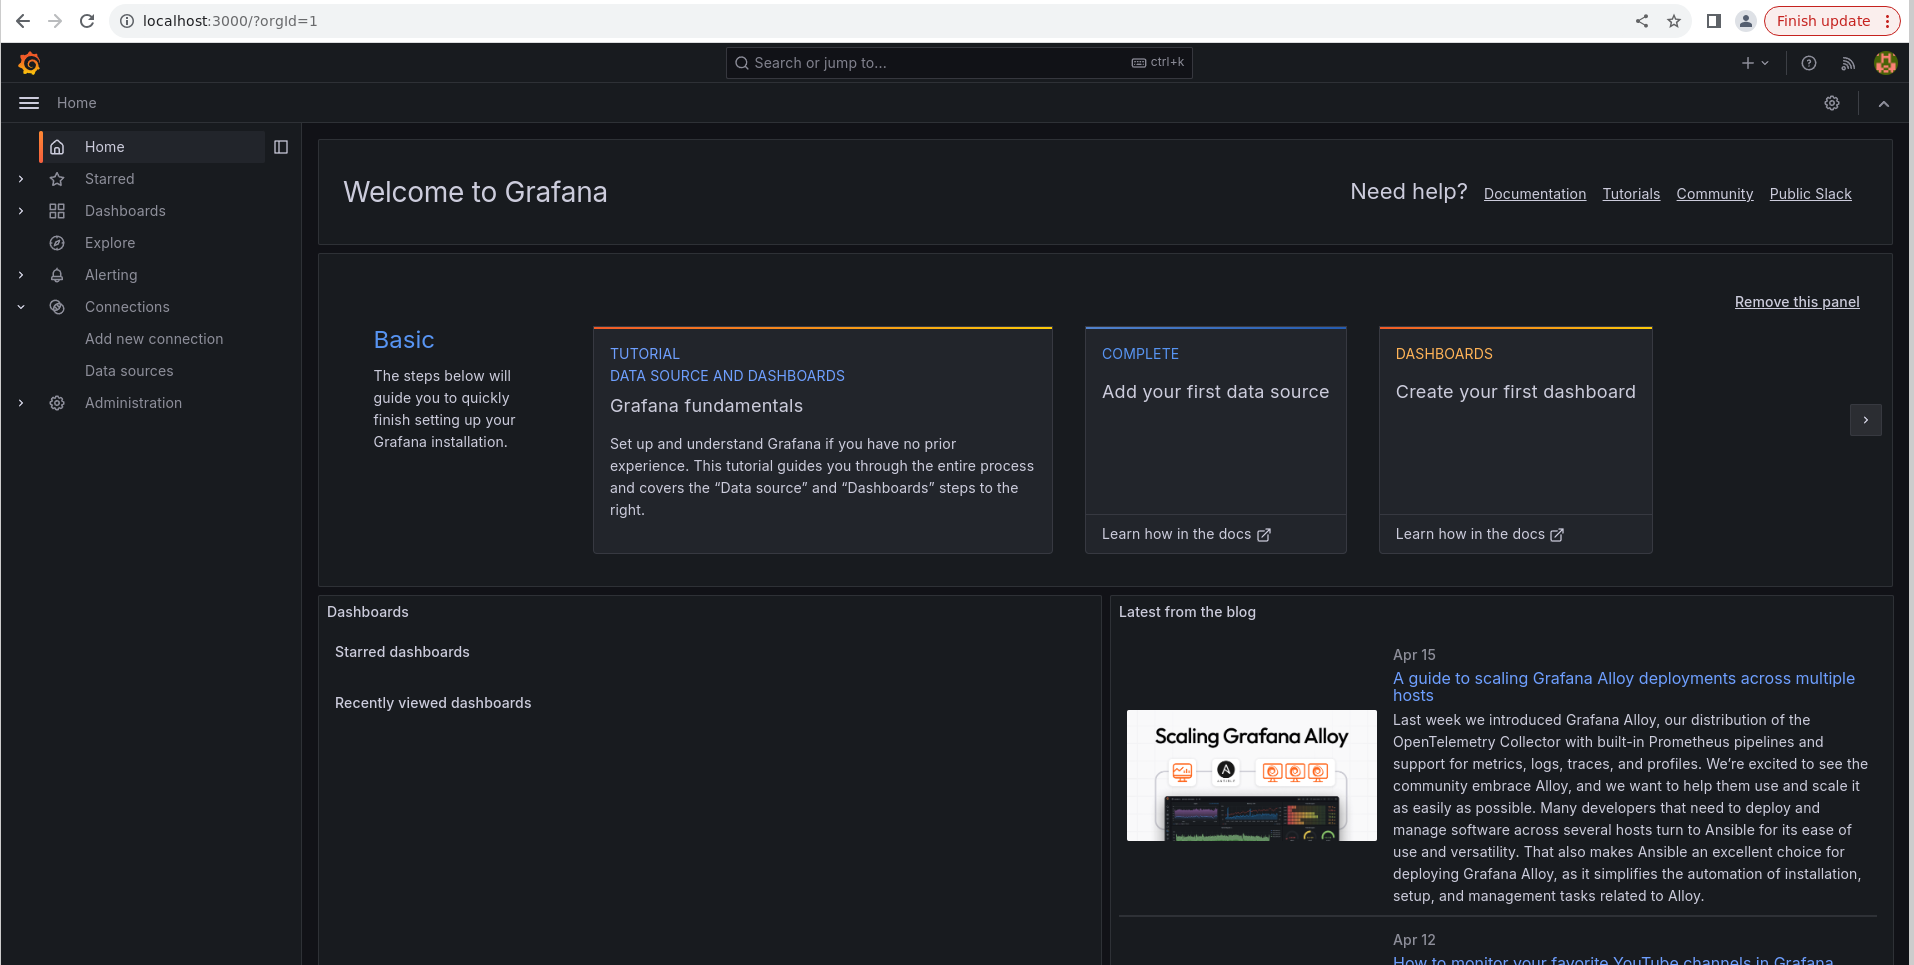 localhost:3000/?orgId=1
Finish update
Search or jump to...
ctrl+k
Home
Home
Starred
Dashboards
Explore
Alerting
Connections
Add new connection
Data sources
Administration
Welcome to Grafana
Need help?
Documentation
Tutorials
Community
Public Slack
Remove this panel
Basic
The steps below will
guide you to quickly
finish setting up your
Grafana installation.
TUTORIAL
DATA SOURCE AND DASHBOARDS
Grafana fundamentals
Set up and understand Grafana if you have no prior
experience. This tutorial guides you through the entire process
and covers the “Data source” and “Dashboards” steps to the
right.
COMPLETE
Add your first data source
Learn how in the docs
DASHBOARDS
Create your first dashboard
Learn how in the docs
Dashboards
Starred dashboards
Recently viewed dashboards
Latest from the blog
Scaling Grafana Alloy
Apr 15
A guide to scaling Grafana Alloy deployments across multiple
hosts
Last week we introduced Grafana Alloy, our distribution of the
OpenTelemetry Collector with built-in Prometheus pipelines and
support for metrics, logs, traces, and profiles. We’re excited to see the
community embrace Alloy, and we want to help them use and scale it
as easily as possible. Many developers that need to deploy and
manage software across several hosts turn to Ansible for its ease of
use and versatility. That also makes Ansible an excellent choice for
deploying Grafana Alloy, as it simplifies the automation of installation,
setup, and management tasks related to Alloy.
Apr 12
How to monitor your favorite YouTube channels in Grafana